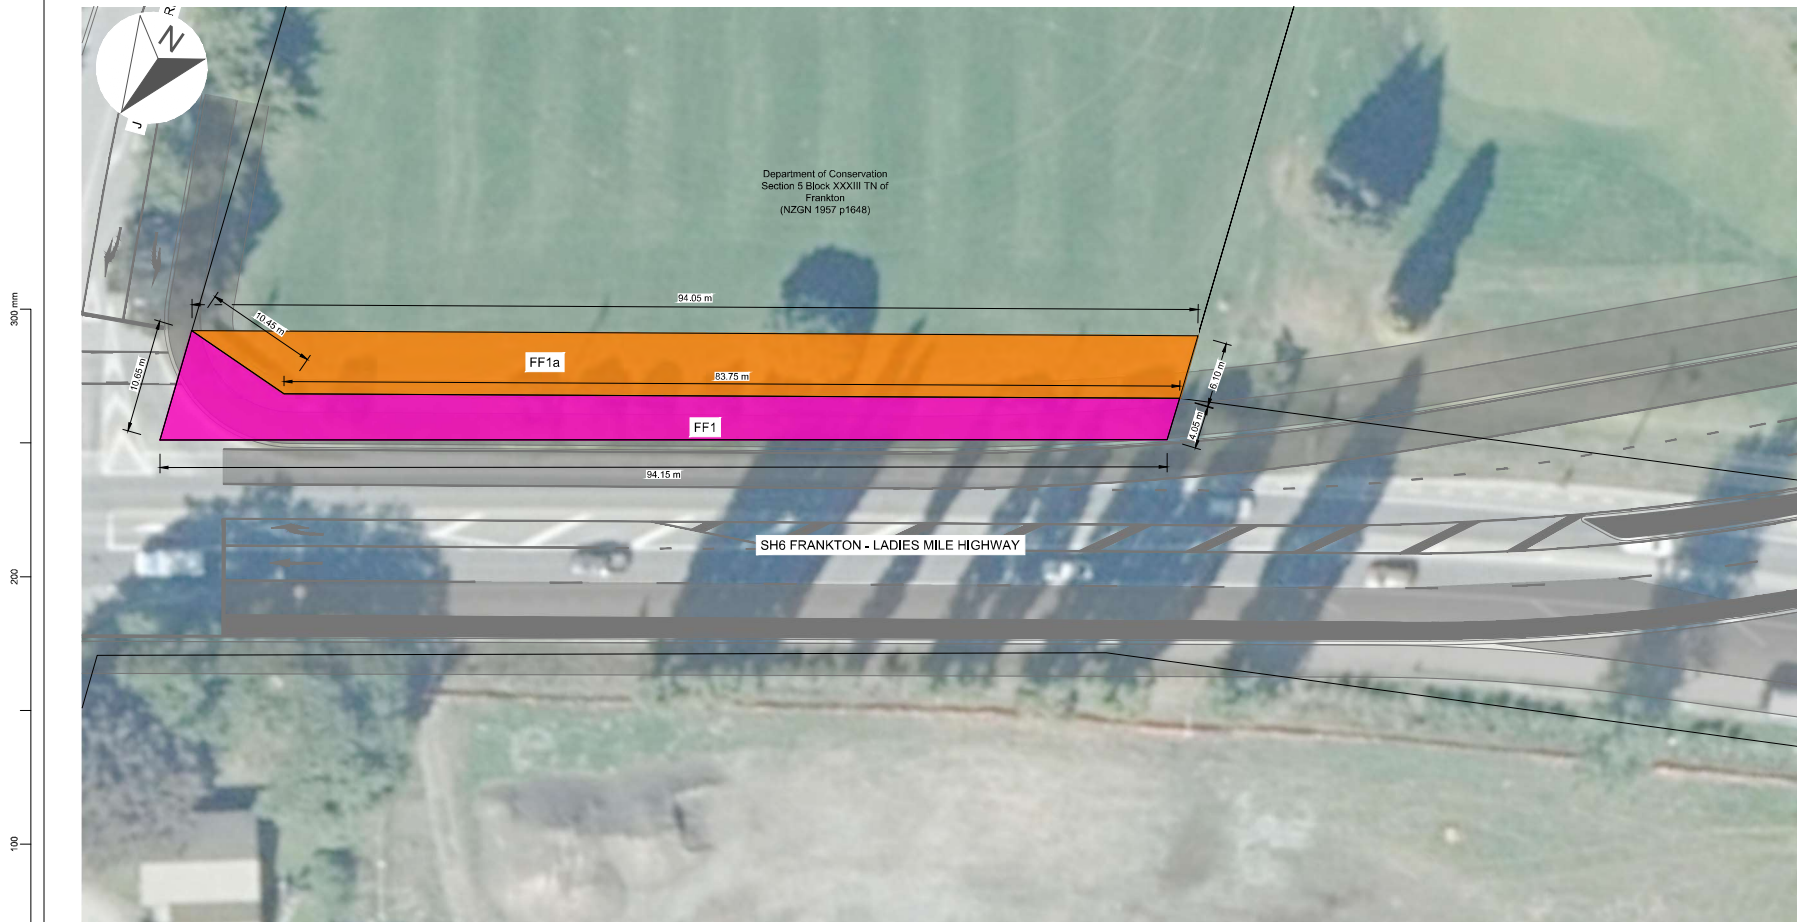 R
N
J
Department of Conservation
Section 5 Block XXXIII TN of
Frankton
(NZGN 1957 p1648)
300 mm
94.05 m
10.45 m
10.65 m
FF1a
83.75 m
6.10 m
4.05 m
FF1
94.15 m
SH6 FRANKTON - LADIES MILE HIGHWAY
200
100